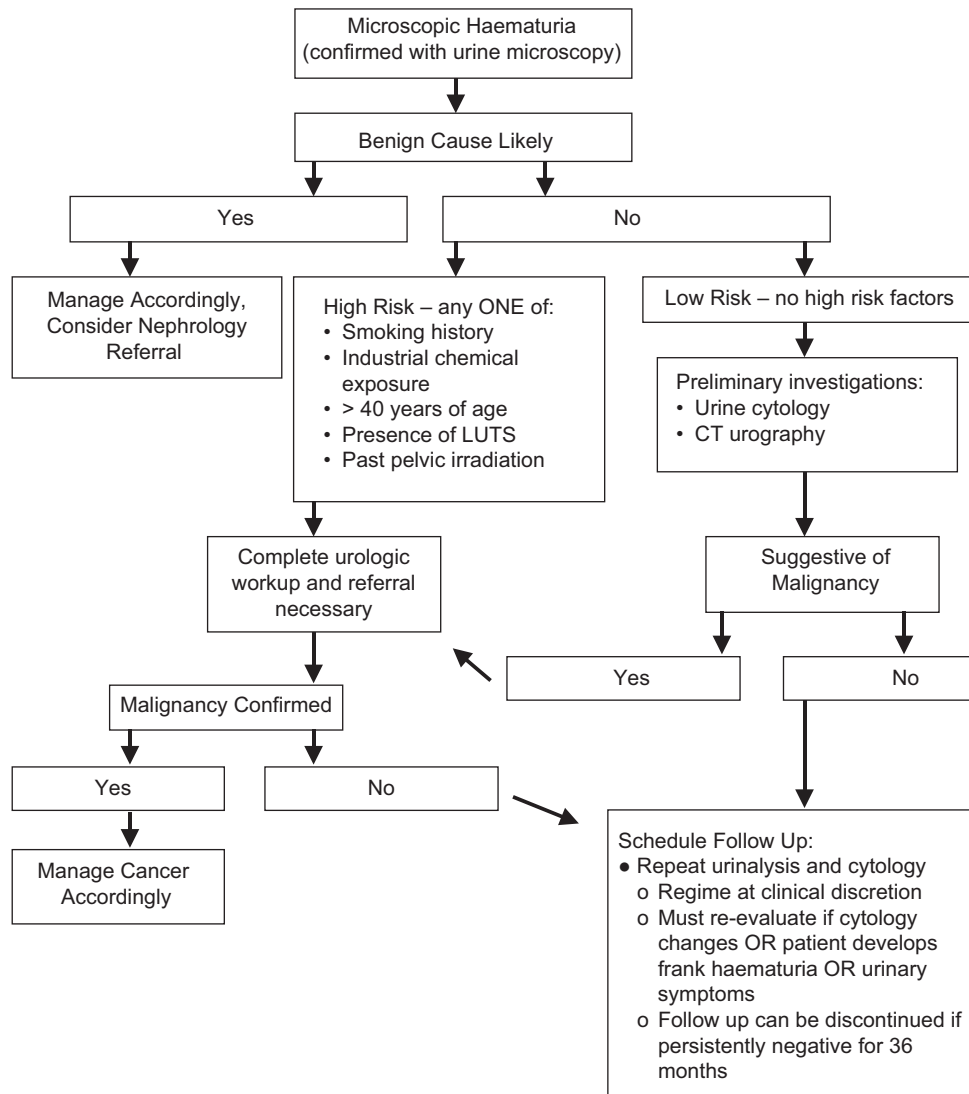 Microscopic Haematuria
(confirmed with urine microscopy)
Benign Cause Likely
Yes
No
Manage Accordingly,
Consider Nephrology
Referral
High Risk – any ONE of:
• Smoking history
• Industrial chemical
exposure
• > 40 years of age
• Presence of LUTS
• Past pelvic irradiation
Low Risk – no high risk factors
Preliminary investigations:
• Urine cytology
• CT urography
Complete urologic
workup and referral
necessary
Suggestive of
Malignancy
Yes
No
Malignancy Confirmed
Yes
No
Manage Cancer
Accordingly
Schedule Follow Up:
● Repeat urinalysis and cytology
o Regime at clinical discretion
o Must re-evaluate if cytology
changes OR patient develops
frank haematuria OR urinary
symptoms
o Follow up can be discontinued if
persistently negative for 36
months